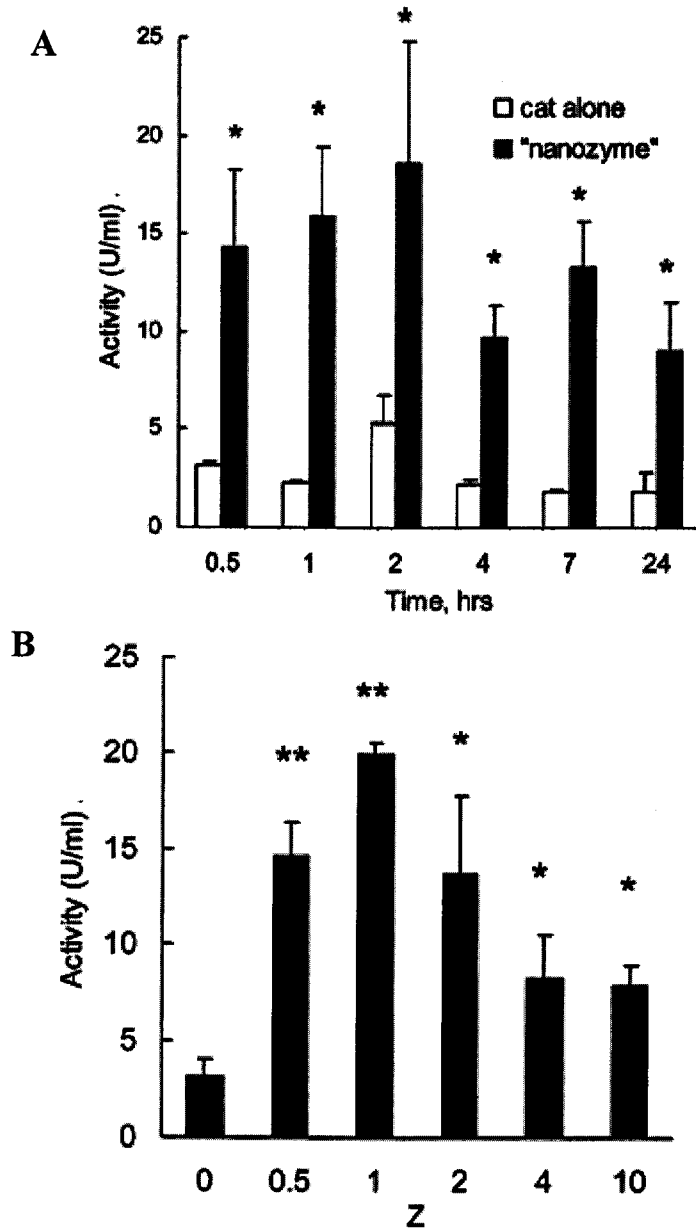 A
25
20
15
10
5
0
Activity (U/ml) .
*
*
*
*
*
*
cat alone
"nanozyme"
0.5 1 2 4 7 24
Time, hrs
B
25
20
15
10
5
0
Activity (U/ml) .
**
**
*
*
*
0 0.5 1 2 4 10
Z